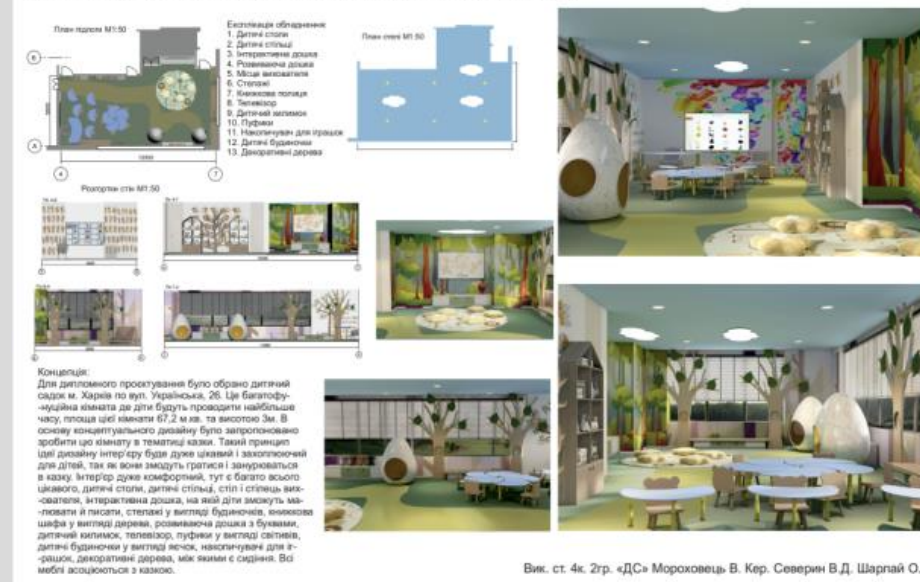 План підлоги М1:50
Експлікація обладнання
1. Дитячі столи
2. Дитячі стільці
3. Інтерактивна дошка
4. Розвиваюча дошка
5. Місце вихователя
6. Стелажі
7. Книжкова полиця
8. Телевізор
9. Дитячий килимок
10. Пуфики
11. Накопичувач для іграшок
12. Дитячі будиночки
13. Декоративні дерева
План стелі М1:50
Розгортки стін М1:50
Концепція:
Для дипломного проєктування було обрано дитячий
садок м. Харків по вул. Українська, 26. Це багатофу-
-нуційна кімната де діти будуть проводити найбільше
часу, площа цієї кімнати 67,2 м.кв. та висотою 3м. В
основу концептуального дизайну було запропоновано
зробити цю кімнату в тематиці казки. Такий принцип
ідеї дизайну інтер'єру буде дуже цікавий і захоплюючий
для дітей, так як вони зможуть гратися і занурюваться
в казку. Інтер'єр дуже комфортний, тут є багато всього
цікавого, дитячі столи, дитячі стільці, стіл і стілець вих-
-ователя, інтерактивна дошка, на якій діти зможуть ма-
-лювати й писати, стелажі у вигляді будиночків, книжкова
шафа у вигляді дерева, розвиваюча дошка з буквами,
дитячий килимок, телевізор, пуфики у вигляді
дитячі будиночки у вигляді яєчок, накопичувачі для іг-
-рашок, декоративні дерева, між якими є сидіння. Всі
меблі асоціюються з казкою.
Вик. ст. 4к. 2гр. «ДС» Мороховець В. Кер. Северин В.Д. Шарлай О.